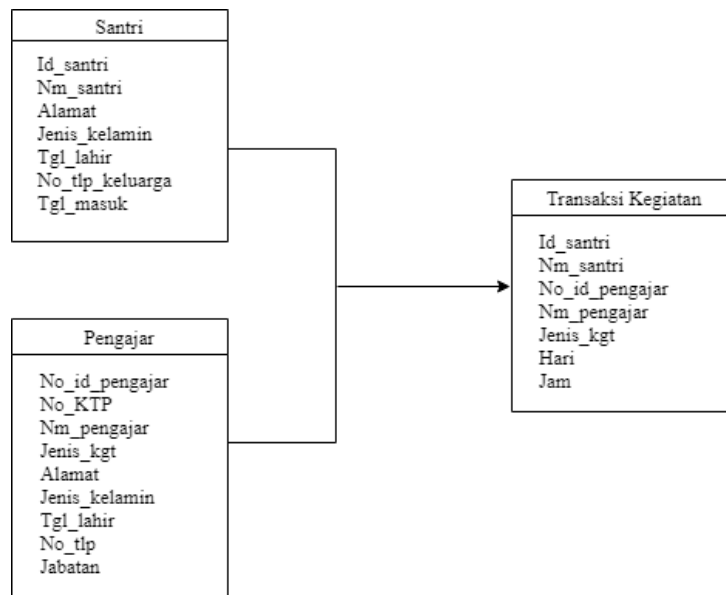 Santri
Id_santri
Nm_santri
Alamat
Jenis_kelamin
Tgl_lahir
No_tlp_keluarga
Tgl_masuk
Pengajar
No_id_pengajar
No_KTP
Nm_pengajar
Jenis_kgt
Alamat
Jenis_kelamin
Tgl_lahir
No_tlp
Jabatan
Transaksi Kegiatan
Id_santri
Nm_santri
No_id_pengajar
Nm_pengajar
Jenis_kgt
Hari
Jam